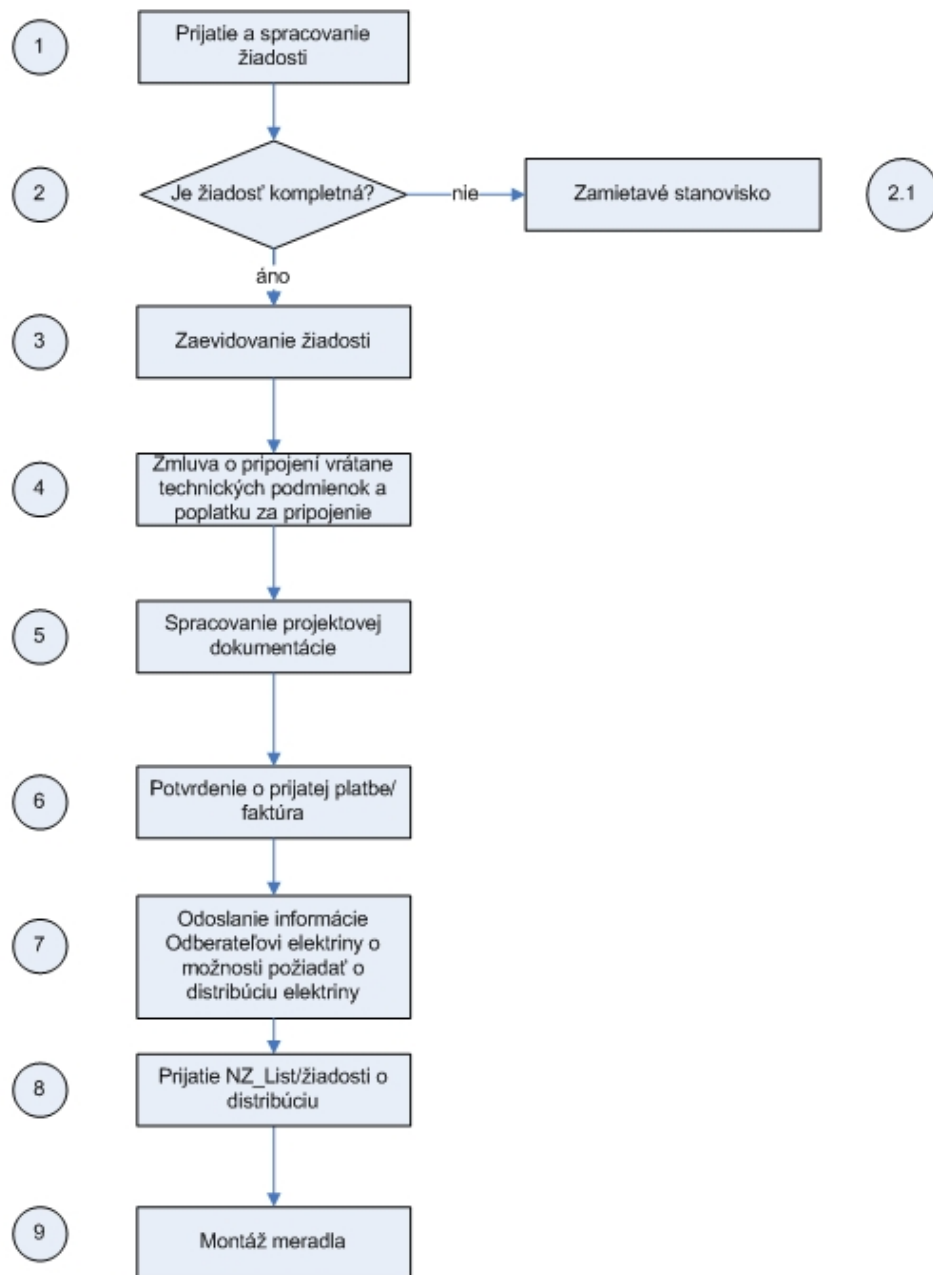 1
Prijatie a spracovanie
žiadosti
2
Je žiadosť kompletná?
nie
Zamietavé stanovisko
2.1
áno
3
Zaevidovanie žiadosti
4
Zmluva o pripojení vrátane
technických podmienok a
poplatku za pripojenie
5
Spracovanie projektovej
dokumentácie
6
Potvrdenie o prijatej platbe/
faktúra
7
Odoslanie informácie
Odberateľovi elektriny o
možnosti požiadať o
distribúciu elektriny
8
Prijatie NZ_List/žiadosti o
distribúciu
9
Montáž meradla